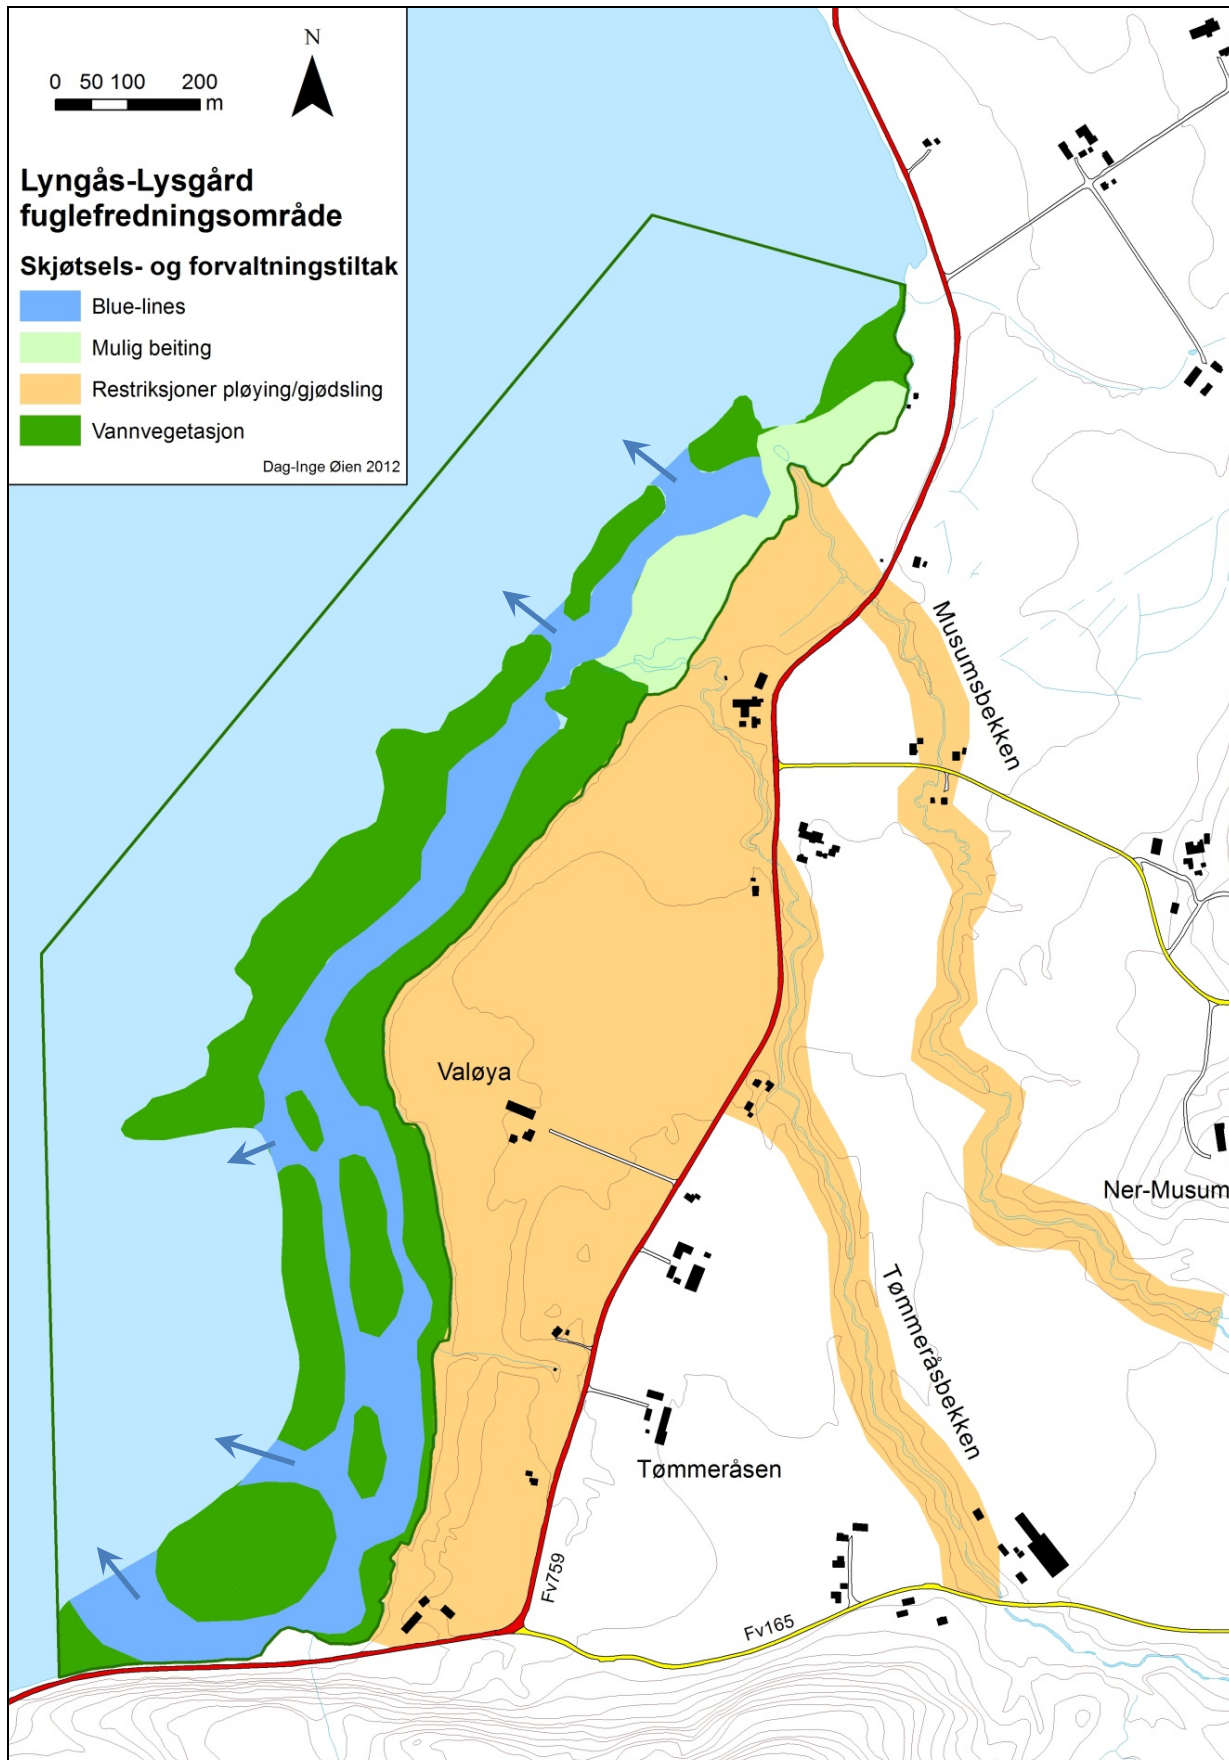 N
0 50 100 200
m
Lyngås-Lysgård
fuglefredningsområde
Skjøtsels- og forvaltningstiltak
Blue-lines
Mulig beiting
Restriksjoner pløying/gjødsling
Vannvegetasjon
Dag-Inge Øien 2012
Musumsbekken
Valøya
Ner-Musum
Tømmeråsbekken
Tømmeråsen
Fv759
Fv165